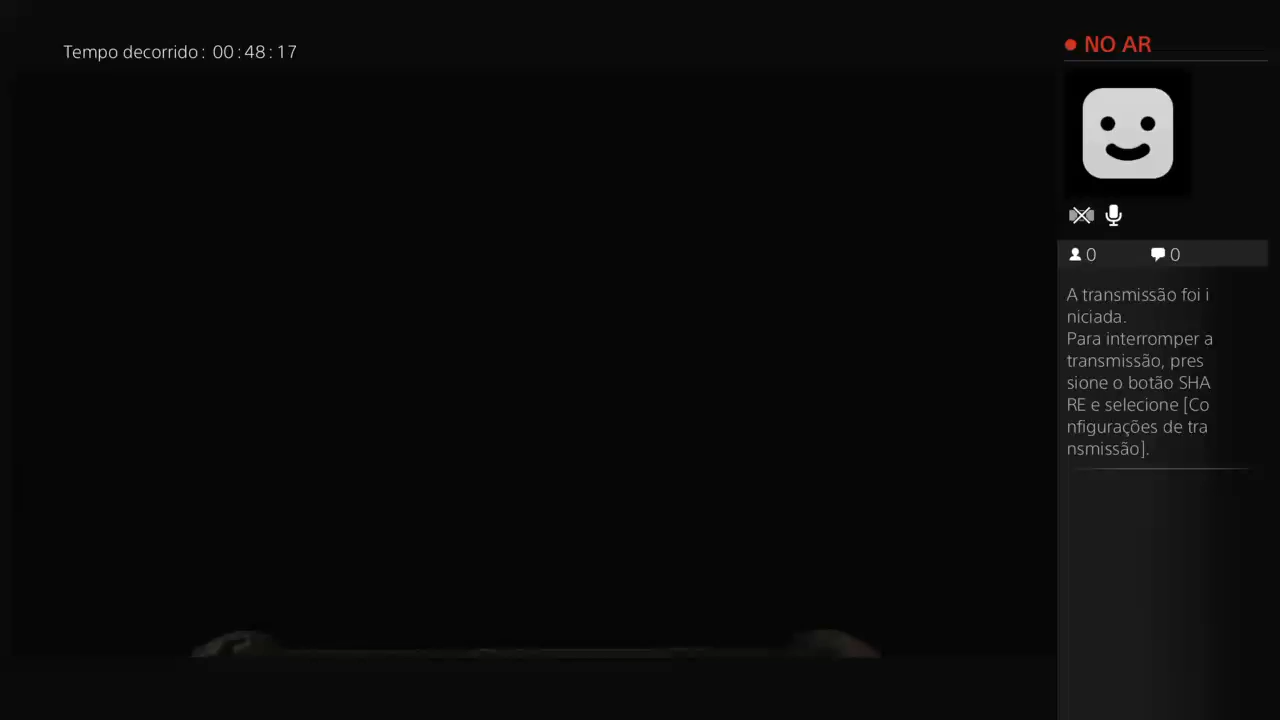 Tempo decorrido: 00:48:17
NO AR
0 0
A transmissão foi i
niciada.
Para interromper a
transmissão, pres
sione o botão SHA
RE e selecione [Co
nfigurações de tra
nsmissão].